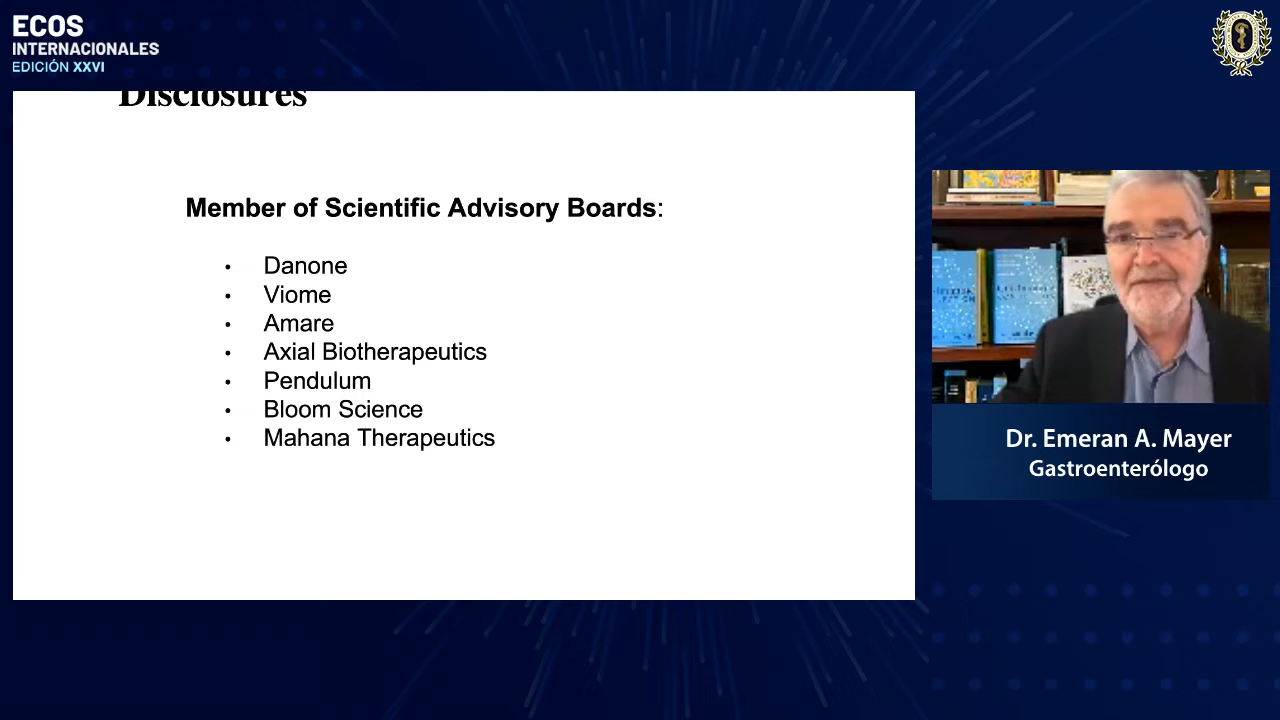 ECOS
INTERNACIONALES
EDICIÓN XXVI
Disclosures
Member of Scientific Advisory Boards:
• Danone
• Viome
• Amare
• Axial Biotherapeutics
• Pendulum
• Bloom Science
• Mahana Therapeutics
Dr. Emeran A. Mayer
Gastroenterólogo